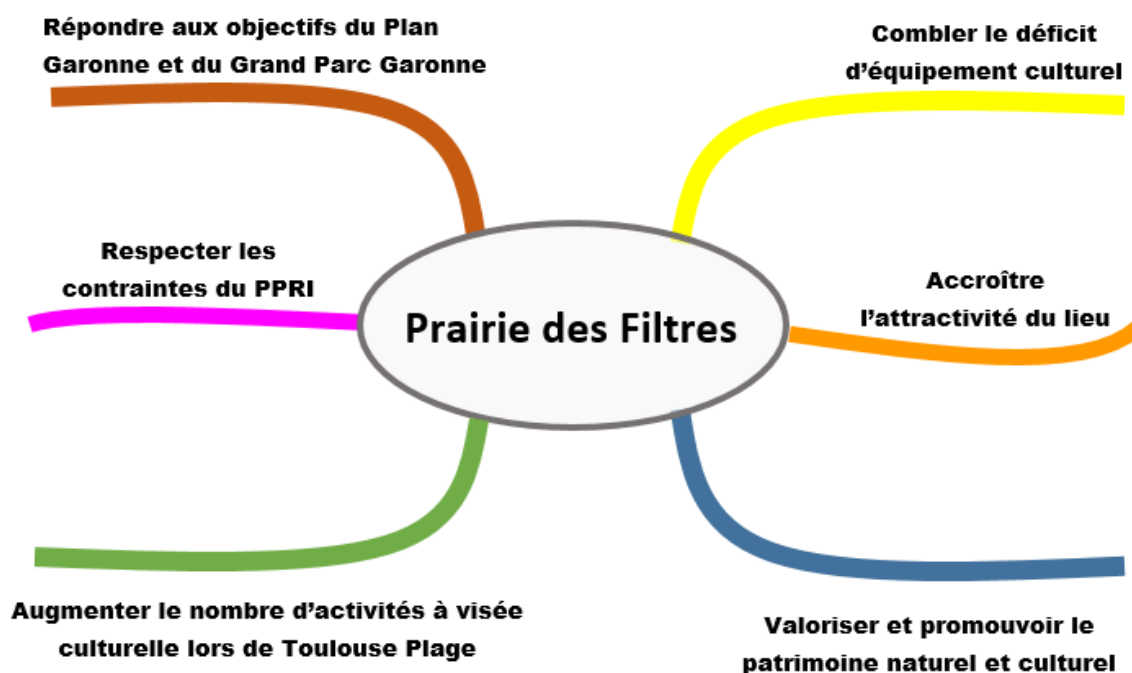 Répondre aux objectifs du Plan
Garonne et du Grand Parc Garonne
Combler le déficit
d'équipement culturel
Respecter les
contraintes du PPRI
Prairie des Filtres
Accroître
l'attractivité du lieu
Augmenter le nombre d'activités à visée
culturelle lors de Toulouse Plage
Valoriser et promouvoir le
patrimoine naturel et culturel